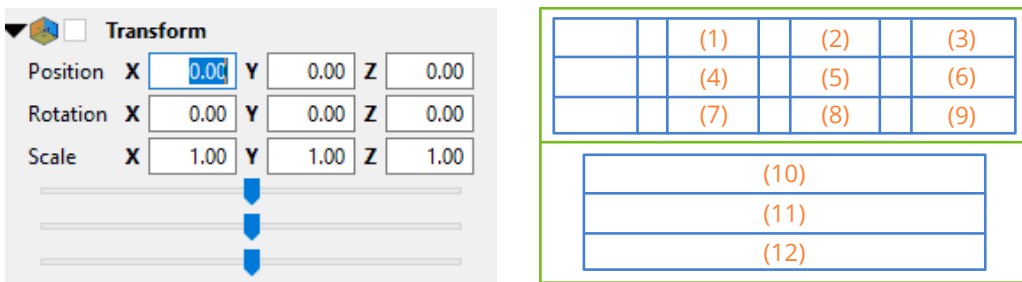 Transform
Position X 0.00 Y 0.00 Z 0.00
Rotation X 0.00 Y 0.00 Z 0.00
Scale X 1.00 Y 1.00 Z 1.00
(1) (2) (3)
(4) (5) (6)
(7) (8) (9)
(10)
(11)
(12)